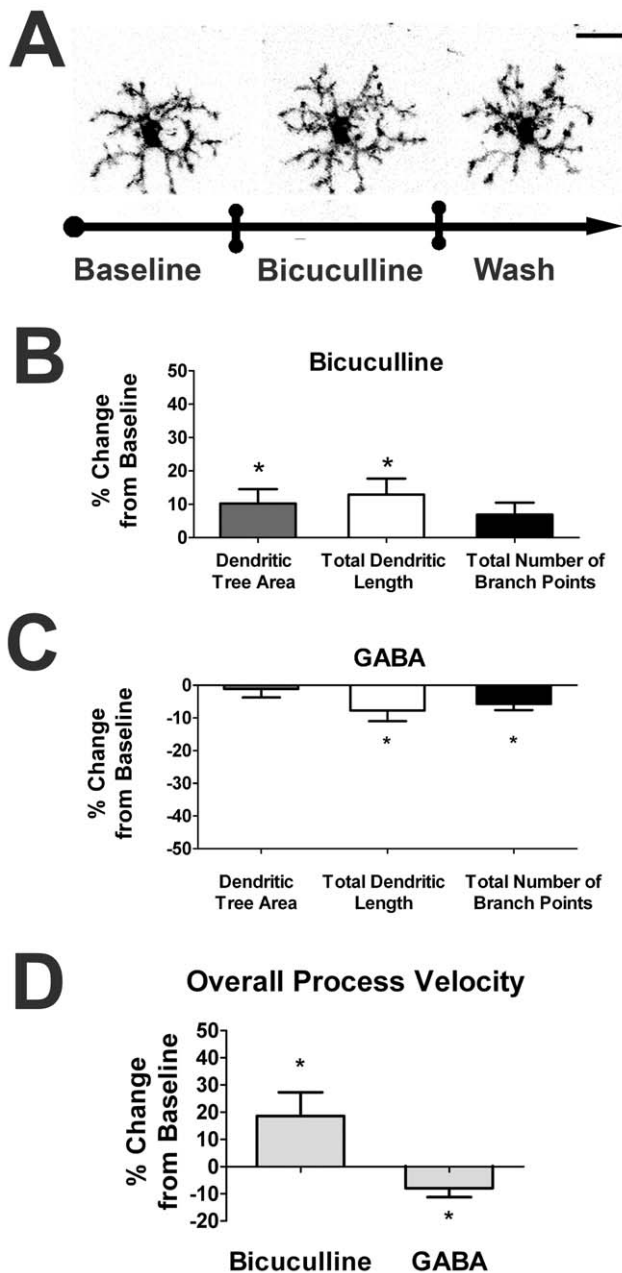 A
Baseline Bicuculline Wash
B
Bicuculline
% Change
from Baseline
50
40
30
20
10
0
*
*
Dendritic
Tree Area
Total Dendritic
Length
Total Number of
Branch Points
C
GABA
% Change
from Baseline
0
-10
-20
-30
-40
-50
*
*
Dendritic
Tree Area
Total Dendritic
Length
Total Number of
Branch Points
D
Overall Process Velocity
% Change
from Baseline
50
40
30
20
10
0
-10
-20
*
*
Bicuculline GABA